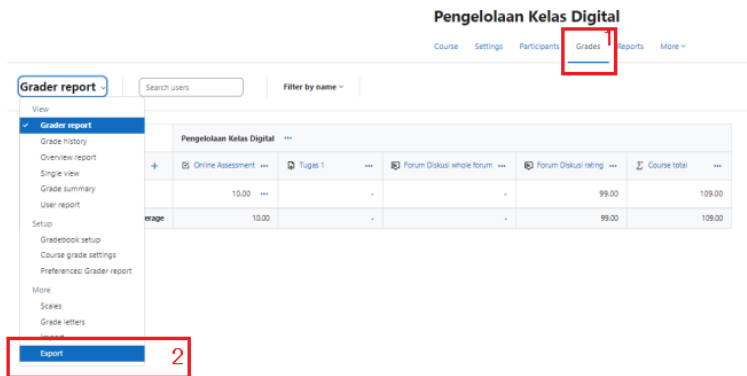 Pengelolaan Kelas Digital
1
Course Settings Participants Grades Reports More
Grader report Search users Filter by name
View
Grader report
Grade history
Overview report
Single view
Grade summary
User report
Setup
Gradebook setup
Course grade settings
Preferences: Grader report
More
Scales
Grade letters
Import
Export
2
Pengelolaan Kelas Digital ...
+ Online Assessment ... Tugas 1 ... Forum Diskusi whole forum ... Forum Diskusi rating ... Σ Course total ...
10.00 ... - - 99.00 109.00
erage 10.00 - - 99.00 109.00